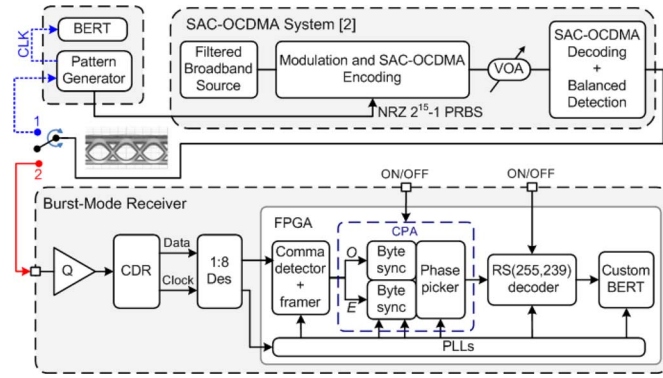 BERT
CLK
Pattern
Generator
SAC-OCDMA System [2]
Filtered
Broadband
Source
Modulation and SAC-OCDMA
Encoding
VOA
SAC-OCDMA
Decoding
+
Balanced
Detection
NRZ 2¹⁵-1 PRBS
1
2
Burst-Mode Receiver
Q
CDR
Data
Clock
1:8
Des
FPGA
Comma
detector
+
framer
O
E
ON/OFF
CPA
Byte
sync
Byte
sync
Phase
picker
ON/OFF
RS(255,239)
decoder
Custom
BERT
PLLs